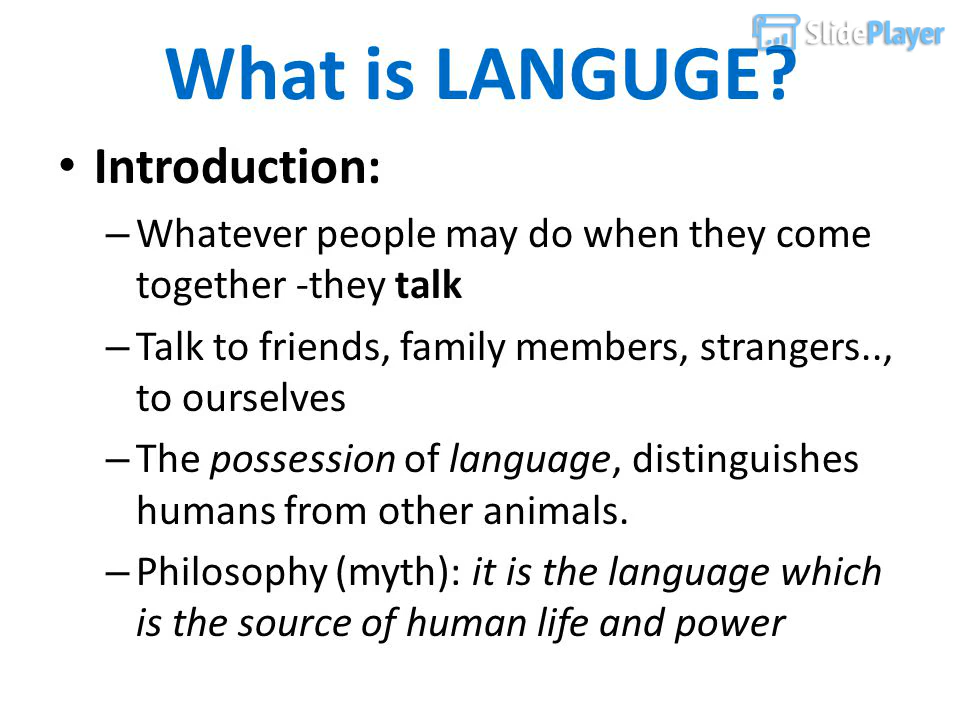 SlidePlayer
What is LANGUGE?
• Introduction:
– Whatever people may do when they come
together -they talk
– Talk to friends, family members, strangers..,
to ourselves
– The possession of language, distinguishes
humans from other animals.
– Philosophy (myth): it is the language which
is the source of human life and power